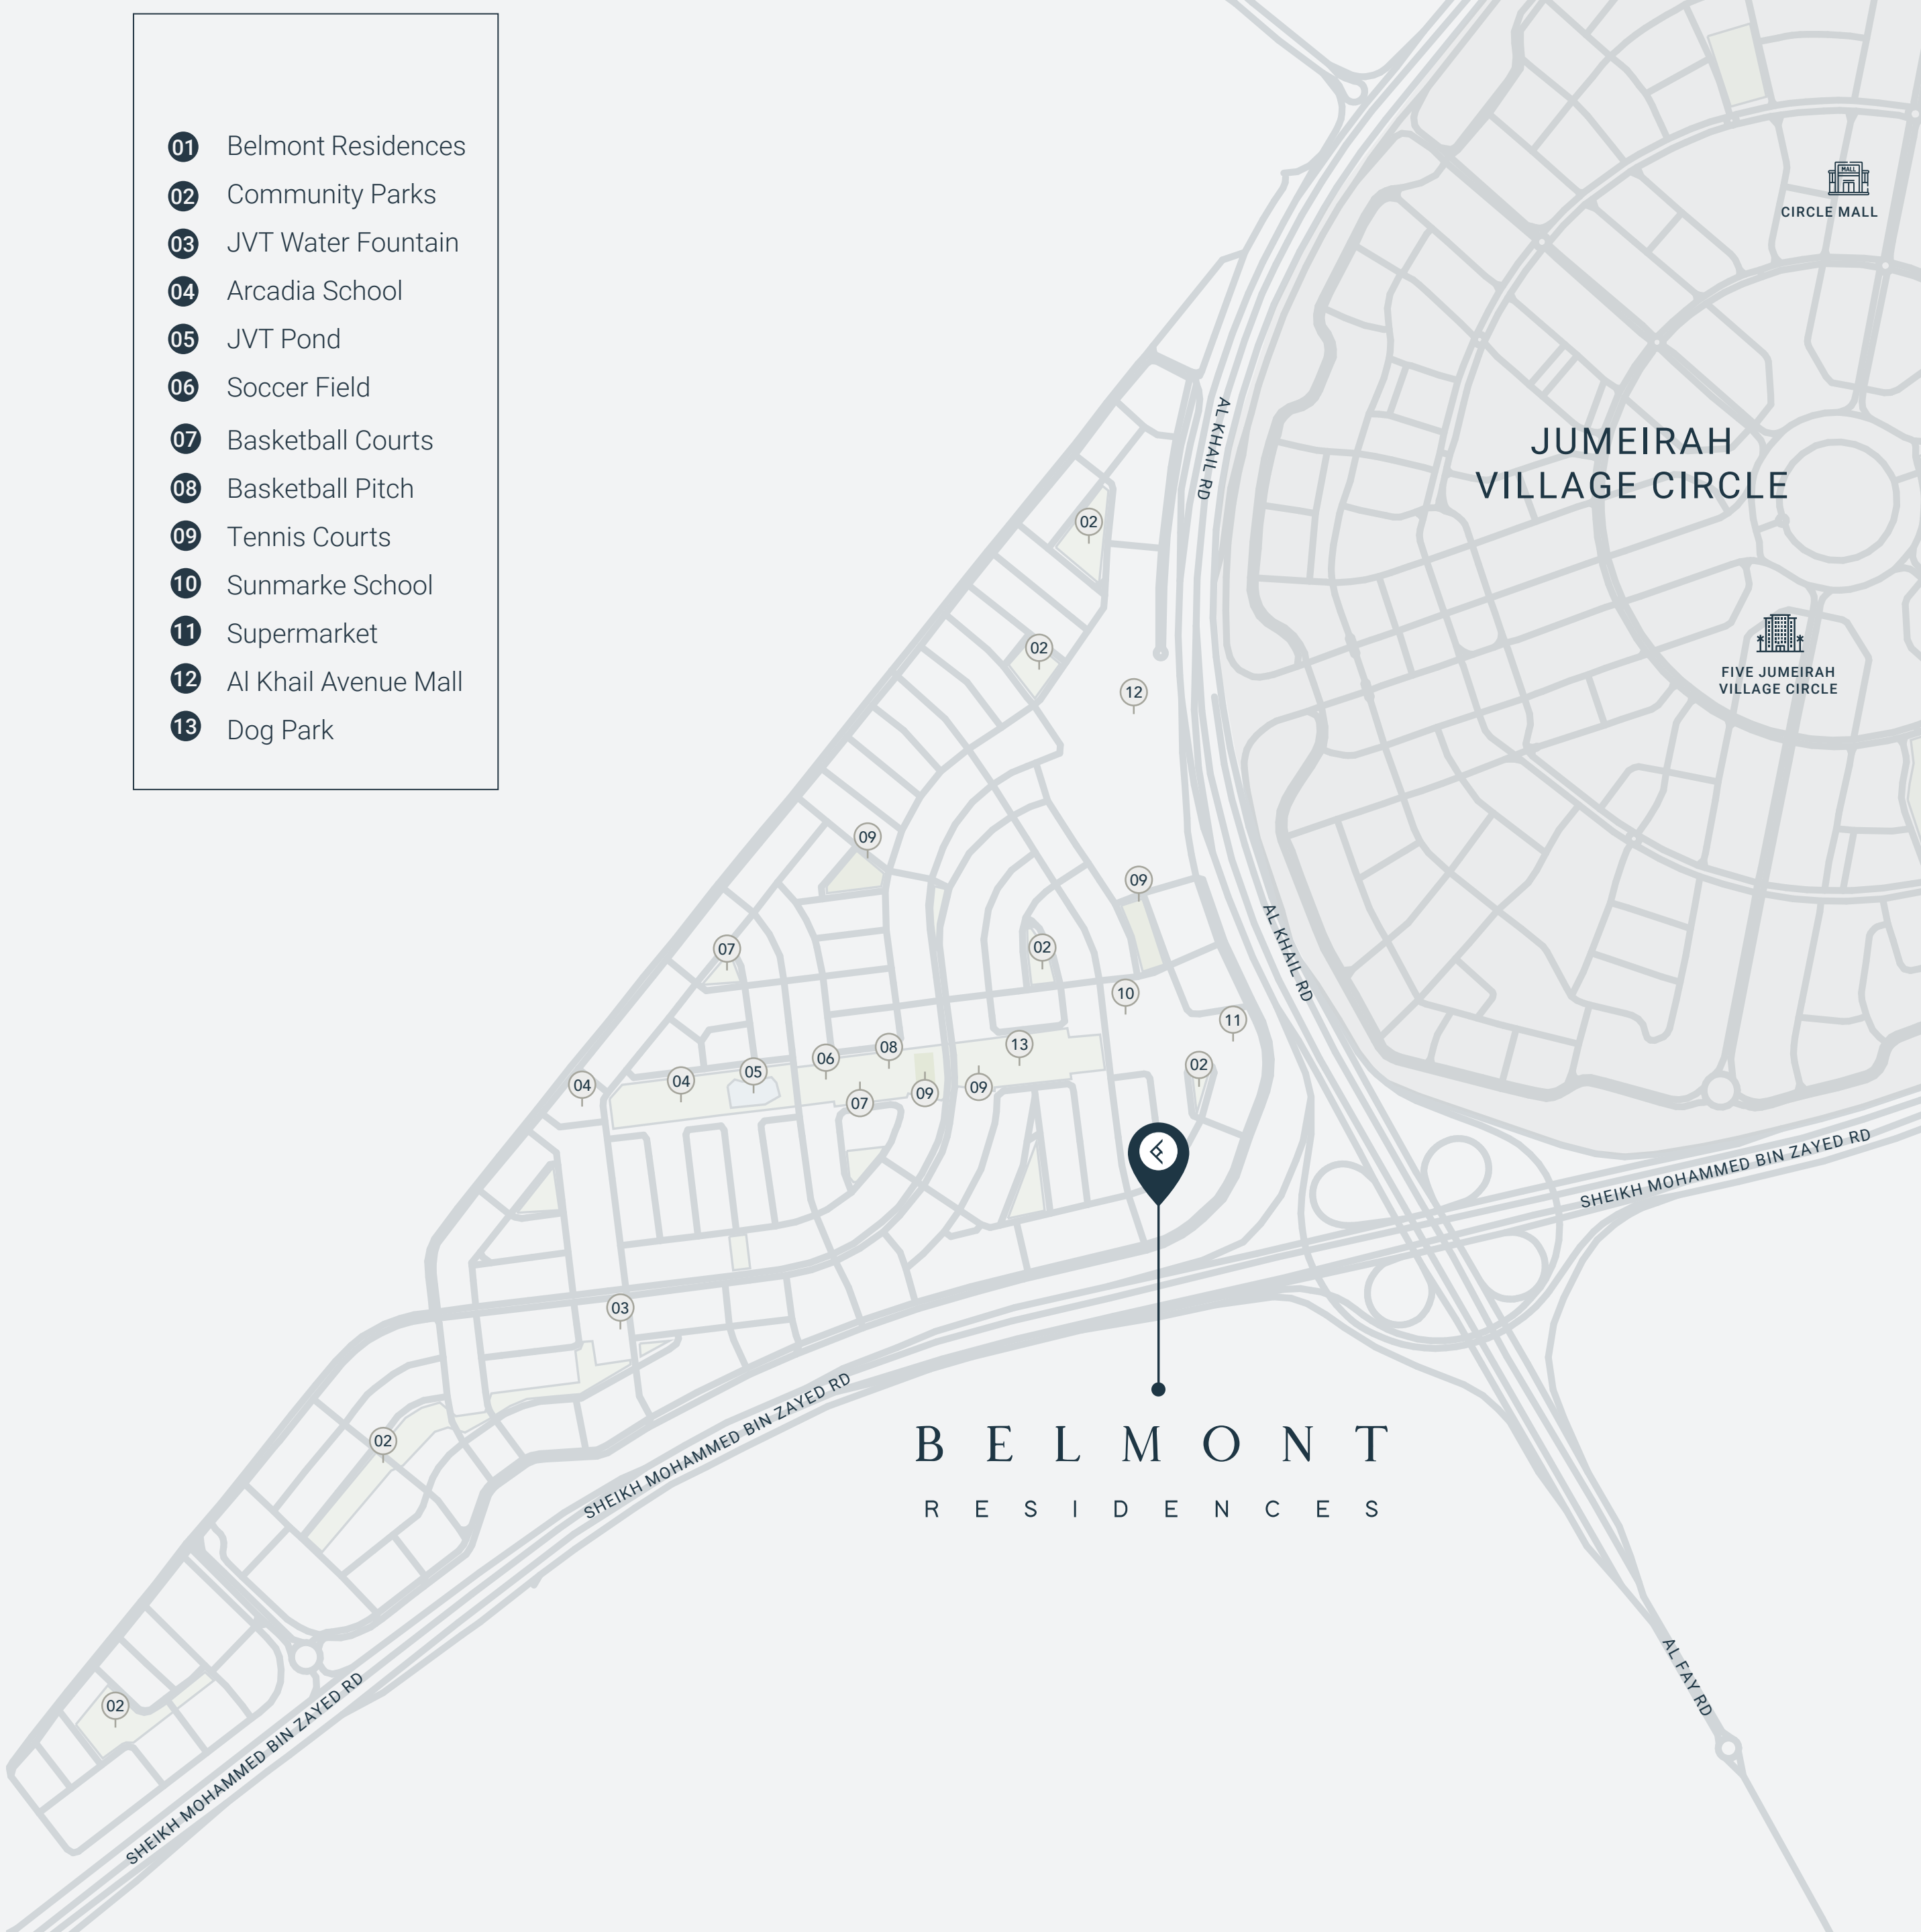 01 Belmont Residences
02 Community Parks
03 JVT Water Fountain
04 Arcadia School
05 JVT Pond
06 Soccer Field
07 Basketball Courts
08 Basketball Pitch
09 Tennis Courts
10 Sunmarke School
11 Supermarket
12 Al Khail Avenue Mall
13 Dog Park
MALL
CIRCLE MALL
AL KHAIL RD
JUMEIRAH
VILLAGE CIRCLE
02
FIVE JUMEIRAH
VILLAGE CIRCLE
02
12
09
09
AL KHAIL RD
07
02
10
11
13
08
06
02
05
04
04
09
09
07
SHEIKH MOHAMMED BIN ZAYED RD
03
SHEIKH MOHAMMED BIN ZAYED RD
02
BELMONT
RESIDENCES
AL FAY RD
02
SHEIKH MOHAMMED BIN ZAYED RD